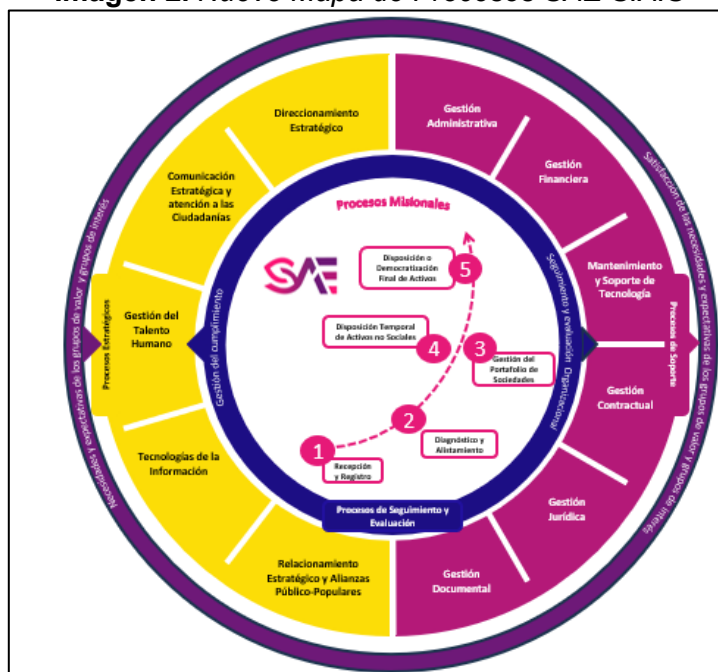 Imagen 2. Nuevo Mapa de Procesos SAE S.A.S
Direccionamiento
Estratégico
Comunicación
Estratégica y
atención a las
Ciudadanías
Gestión del
Talento
Humano
Tecnologías de la
Información
Relacionamiento
Estratégico y Alianzas
Público-Populares
Gestión
Administrativa
Gestión
Financiera
Mantenimiento
y Soporte de
Tecnología
Gestión
Contractual
Gestión
Jurídica
Gestión
Documental
Necesidades y expectativas de los grupos de valor y grupos de interés
Procesos Estratégicos
Gestión del cumplimiento
Procesos Misionales
SAE
5
Disposición o
Democratización
Final de Activos
4
Disposición Temporal
de Activos no Sociales
3
Gestión del
Portafolio de
Sociedades
2
Diagnóstico y
Alistamiento
1
Recepción
y Registro
Procesos de Seguimiento y
Evaluación
Seguimiento y evaluación Organizacional
Procesos de Soporte
Satisfacción de las necesidades y expectativas de los grupos de valor y grupos de interés